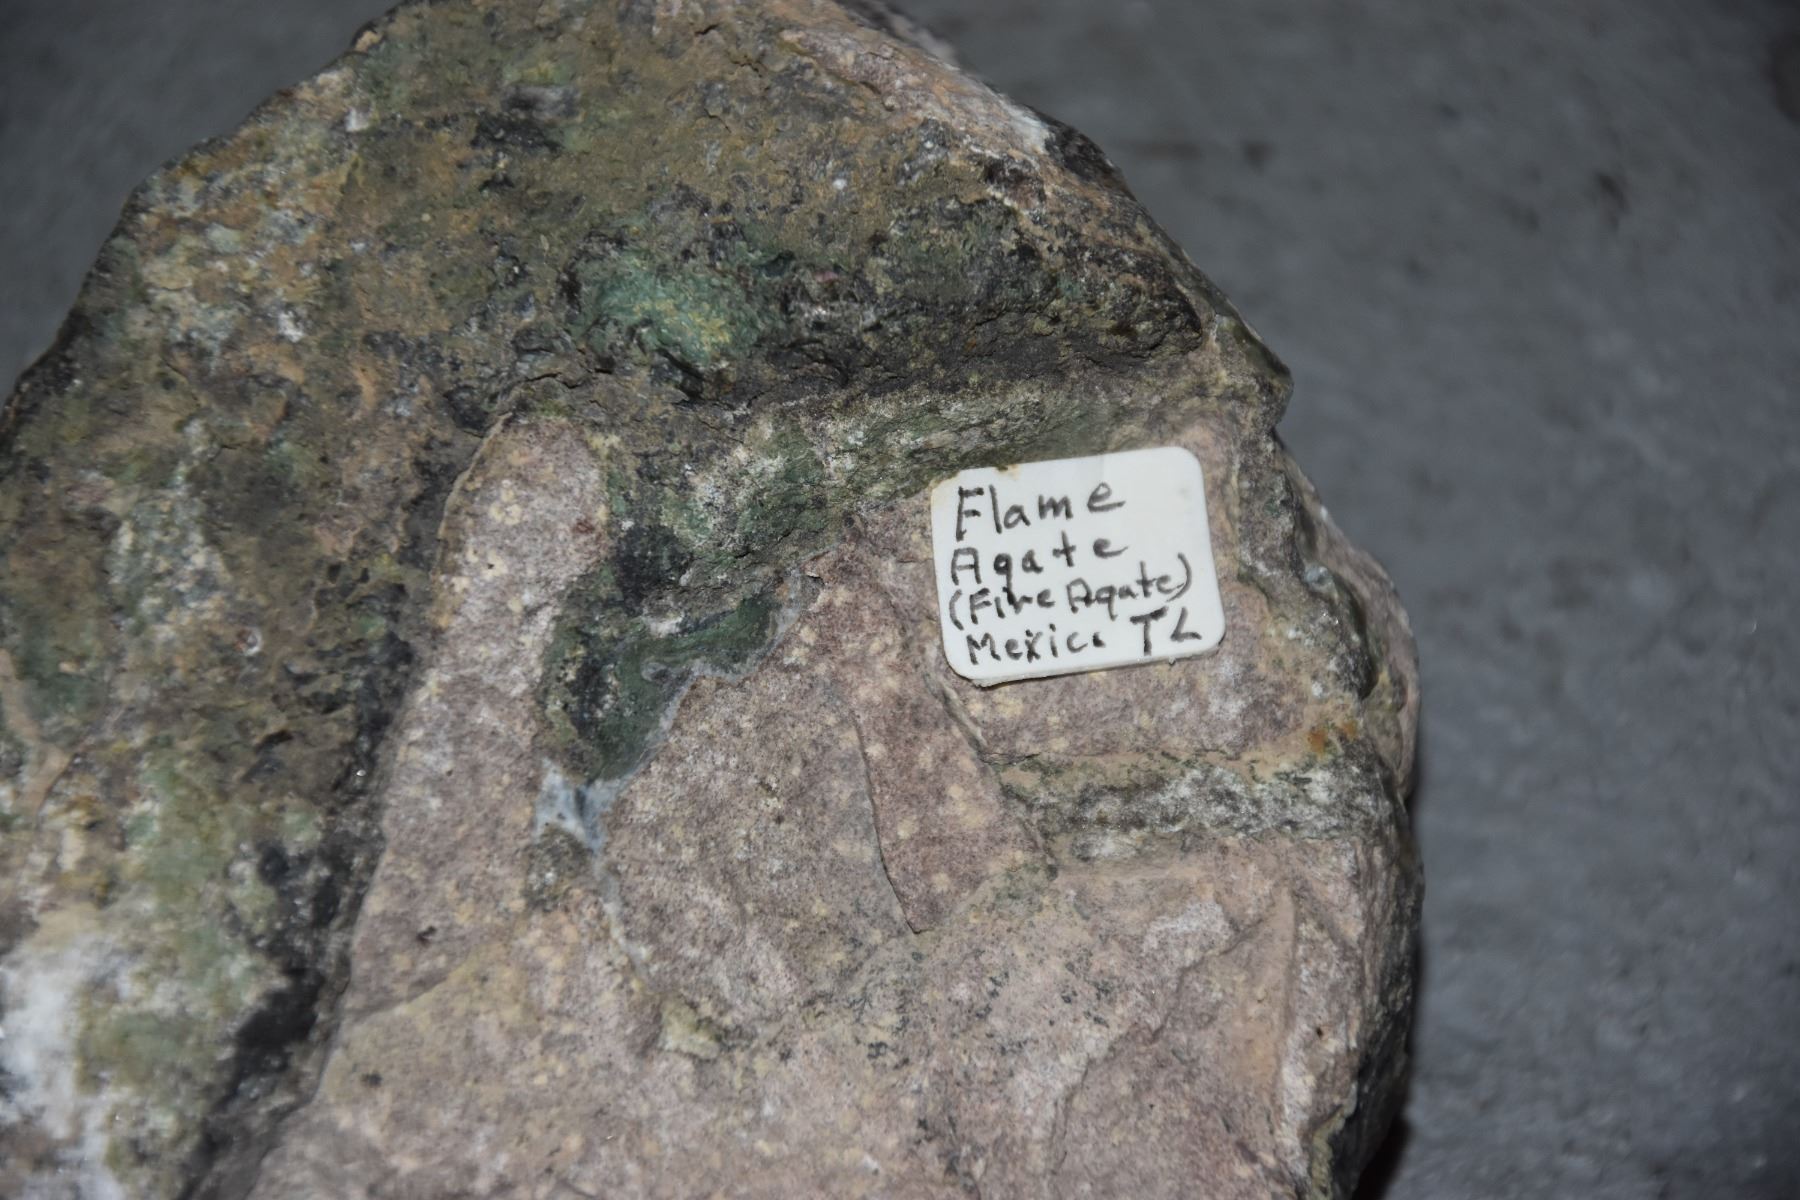 Flame
Agate
(Fire Agate)
Mexico TL